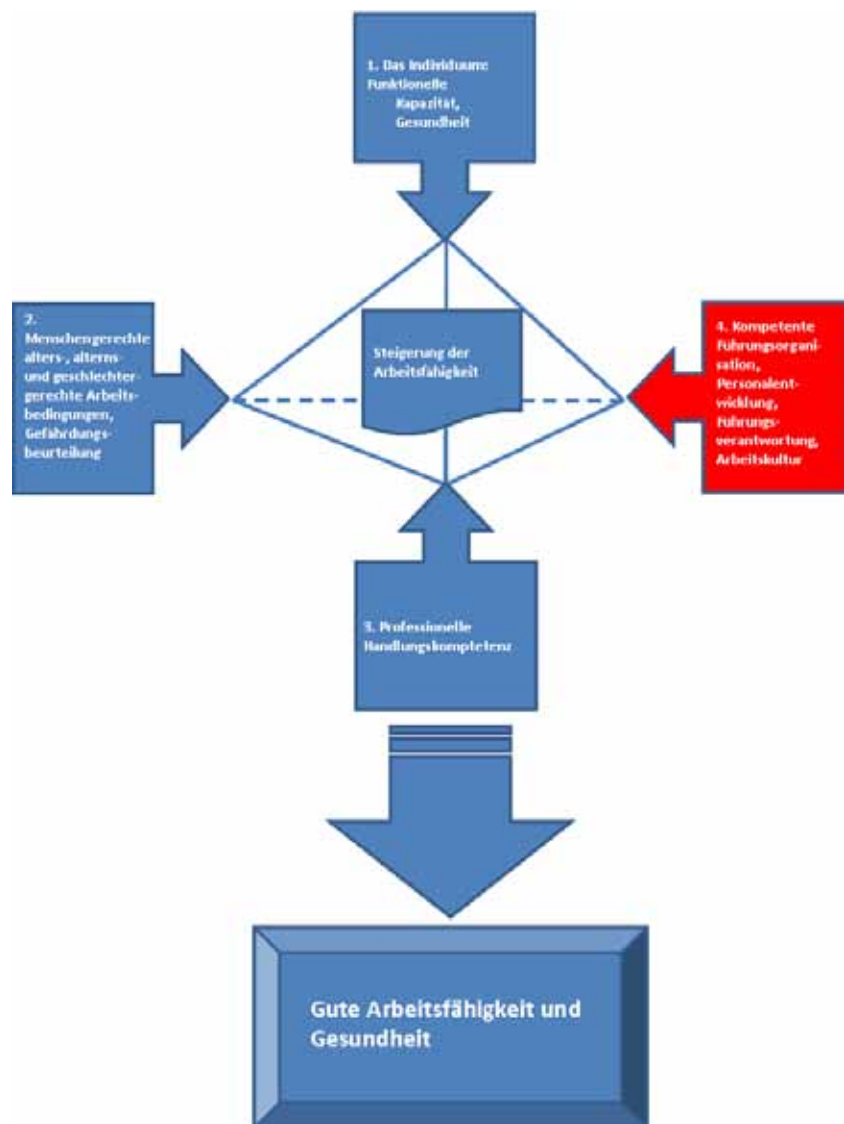 1. Das Individuum:
Funktionelle
Kapazität,
Gesundheit
2.
Menschengerechte
alters-, alterns-
und geschlechter-
gerechte Arbeits-
bedingungen,
Gefährdungs-
beurteilung
Steigerung der
Arbeitsfähigkeit
4. Kompetente
Führungsorgani-
sation,
Personalent-
wicklung,
Führungs-
verantwortung,
Arbeitskultur
3. Professionelle
Handlungskomptetenz
Gute Arbeitsfähigkeit und
Gesundheit